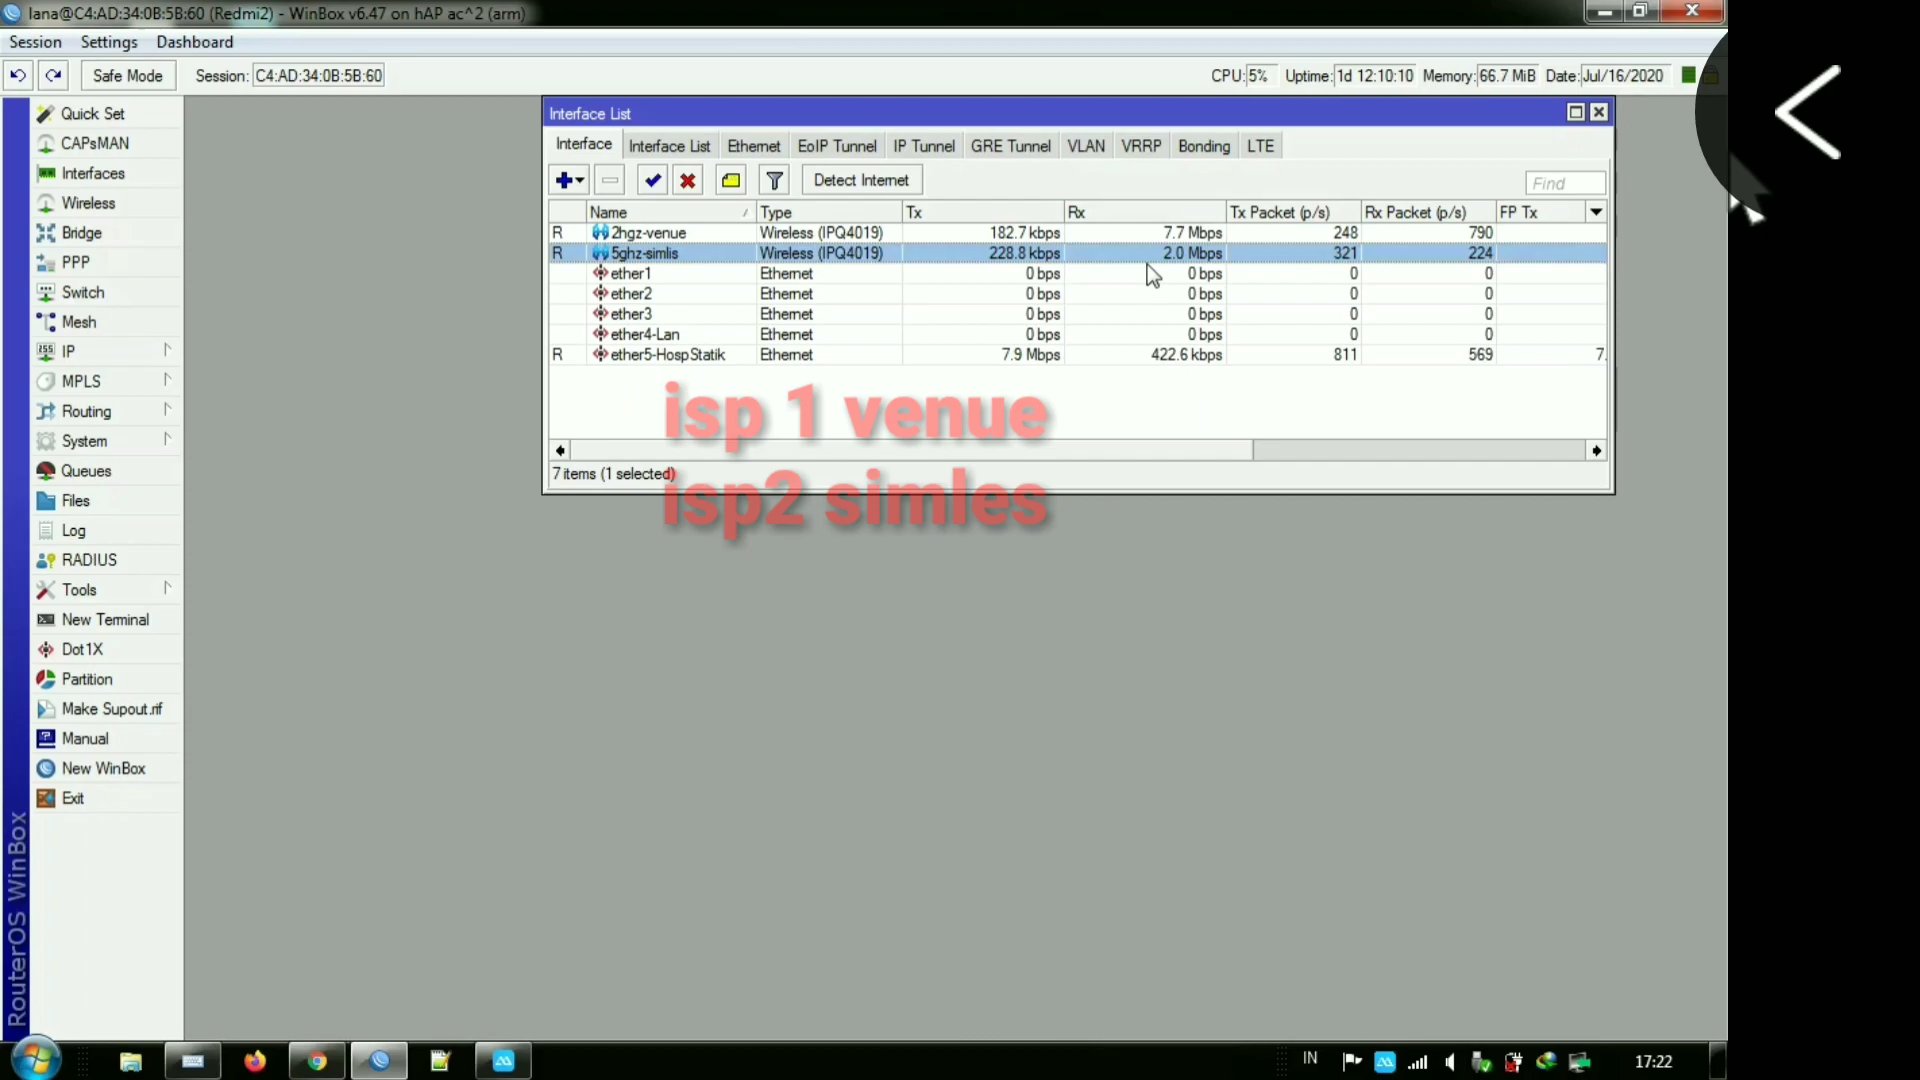 lana@C4:AD:34:0B:5B:60 (Redmi2) - WinBox v6.47 on hAP ac^2 (arm)
Session Settings Dashboard
Safe Mode Session: C4:AD:34:0B:5B:60 CPU: 5% Uptime: 1d 12:10:10 Memory: 66.7 MiB Date: Jul/16/2020
Quick Set
CAPsMAN
Interfaces
Wireless
Bridge
PPP
Switch
Mesh
IP
MPLS
Routing
System
Queues
Files
Log
RADIUS
Tools
New Terminal
Dot1X
Partition
Make Supout.rif
Manual
New WinBox
Exit
RouterOS WinBox
Interface List
Interface Interface List Ethernet EoIP Tunnel IP Tunnel GRE Tunnel VLAN VRRP Bonding LTE
Detect Internet Find
Name Type Tx Rx Tx Packet (p/s) Rx Packet (p/s) FP Tx
R 2hgz-venue Wireless (IPQ4019) 182.7 kbps 7.7 Mbps 248 790
R 5ghz-simlis Wireless (IPQ4019) 228.8 kbps 2.0 Mbps 321 224
ether1 Ethernet 0 bps 0 bps 0 0
ether2 Ethernet 0 bps 0 bps 0 0
ether3 Ethernet 0 bps 0 bps 0 0
ether4-Lan Ethernet 0 bps 0 bps 0 0
R ether5-HospStatik Ethernet 7.9 Mbps 422.6 kbps 811 569 7.
isp 1 venue
7 items (1 selected)
isp2 simles
IN 17:22